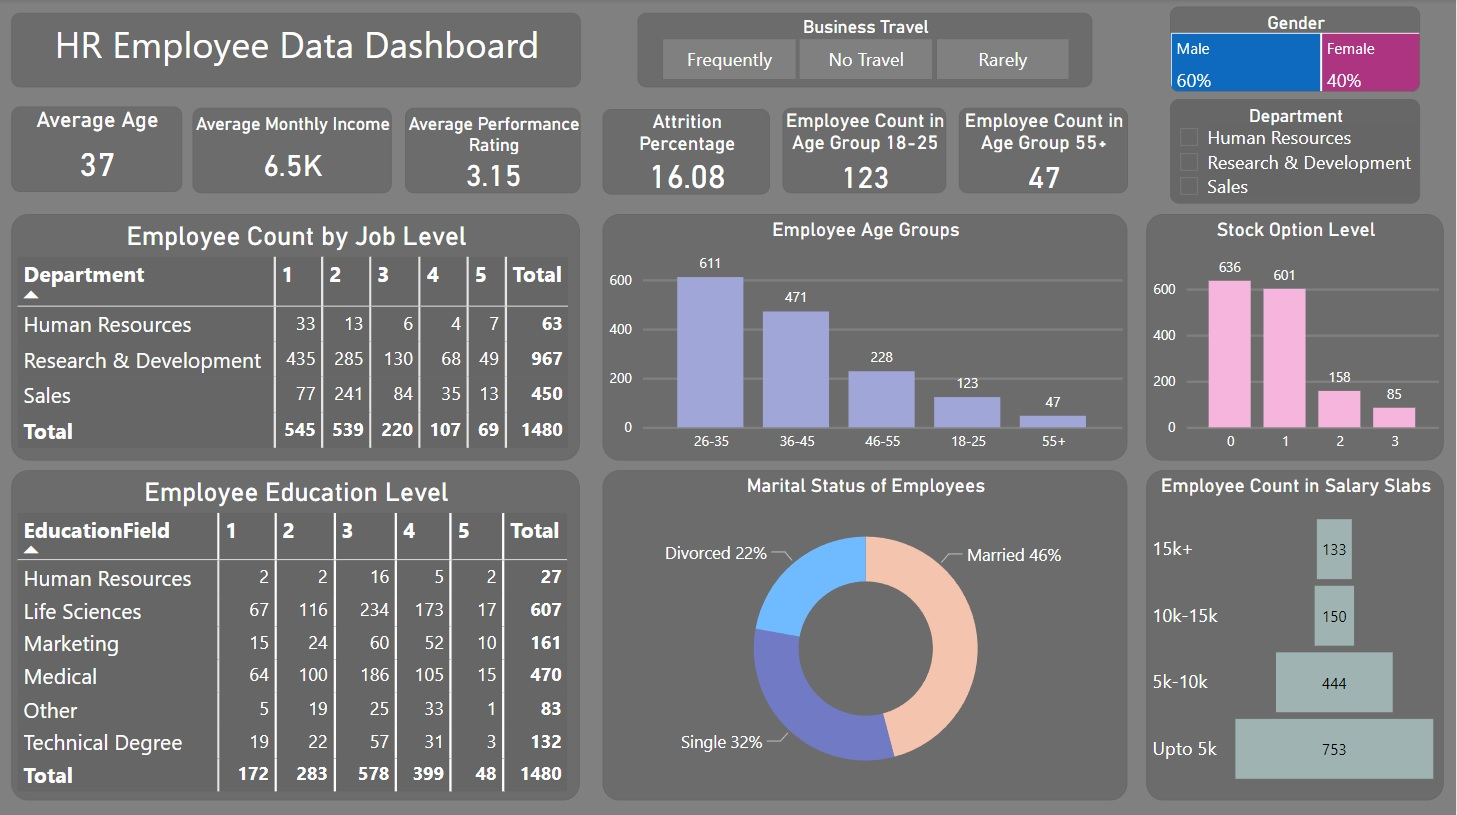 HR Employee Data Dashboard
Business Travel
Frequently No Travel Rarely
Gender
Male Female
60% 40%
Average Age
37
Average Monthly Income
6.5K
Average Performance
Rating
3.15
Attrition
Percentage
16.08
Employee Count in
Age Group 18-25
123
Employee Count in
Age Group 55+
47
Department
Human Resources
Research & Development
Sales
Employee Count by Job Level
Department 1 2 3 4 5 Total
Human Resources 33 13 6 4 7 63
Research & Development 435 285 130 68 49 967
Sales 77 241 84 35 13 450
Total 545 539 220 107 69 1480
Employee Age Groups
600
400
200
0
611
471
228
123
47
26-35 36-45 46-55 18-25 55+
Stock Option Level
600
400
200
0
636
601
158
85
0 1 2 3
Employee Education Level
EducationField 1 2 3 4 5 Total
Human Resources 2 2 16 5 2 27
Life Sciences 67 116 234 173 17 607
Marketing 15 24 60 52 10 161
Medical 64 100 186 105 15 470
Other 5 19 25 33 1 83
Technical Degree 19 22 57 31 3 132
Total 172 283 578 399 48 1480
Marital Status of Employees
Divorced 22%
Married 46%
Single 32%
Employee Count in Salary Slabs
15k+ 133
10k-15k 150
5k-10k 444
Upto 5k 753